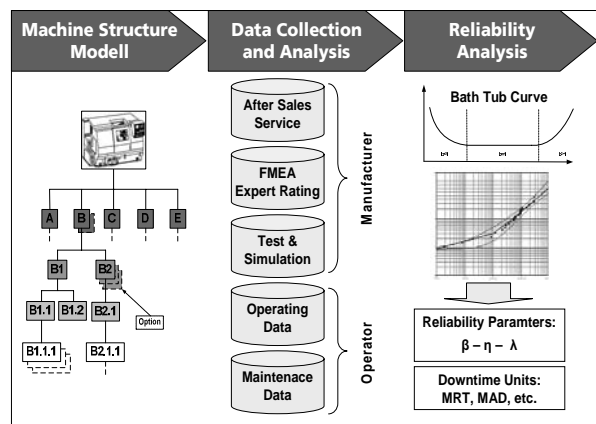 Machine Structure
Modell
Data Collection
and Analysis
Reliability
Analysis
A
B
C
D
E
B1
B2
B1.1
B1.2
B2.1
Option
B1.1.1
B2.1.1
After Sales
Service
FMEA
Expert Rating
Test &
Simulation
Manufacturer
Operating
Data
Maintenace
Data
Operator
Bath Tub Curve
Reliability Paramters:
β – η – λ
Downtime Units:
MRT, MAD, etc.